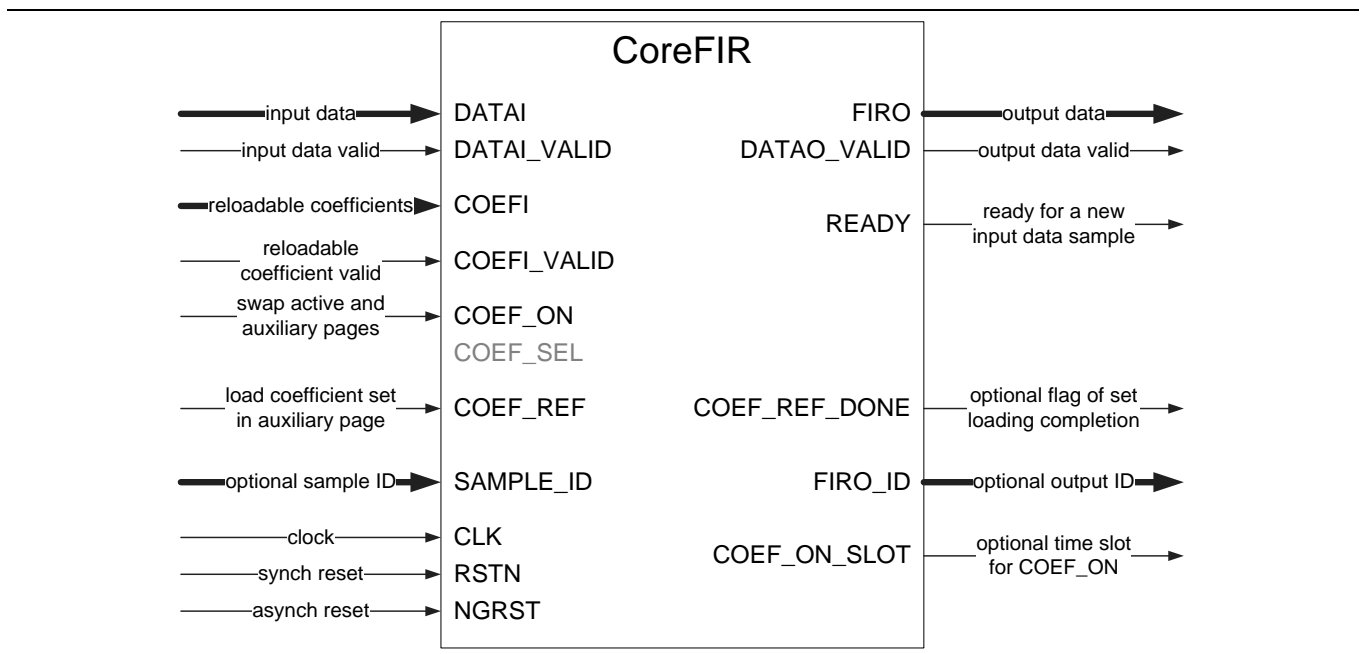 CoreFIR
input data DATAI FIRO output data
input data valid DATAI_VALID DATAO_VALID output data valid
reloadable coefficients COEFI
READY ready for a new
input data sample
reloadable
coefficient valid COEFI_VALID
swap active and
auxiliary pages COEF_ON
COEF_SEL
load coefficient set
in auxiliary page COEF_REF COEF_REF_DONE optional flag of set
loading completion
optional sample ID SAMPLE_ID FIRO_ID optional output ID
clock CLK
COEF_ON_SLOT optional time slot
for COEF_ON
synch reset RSTN
asynch reset NGRST